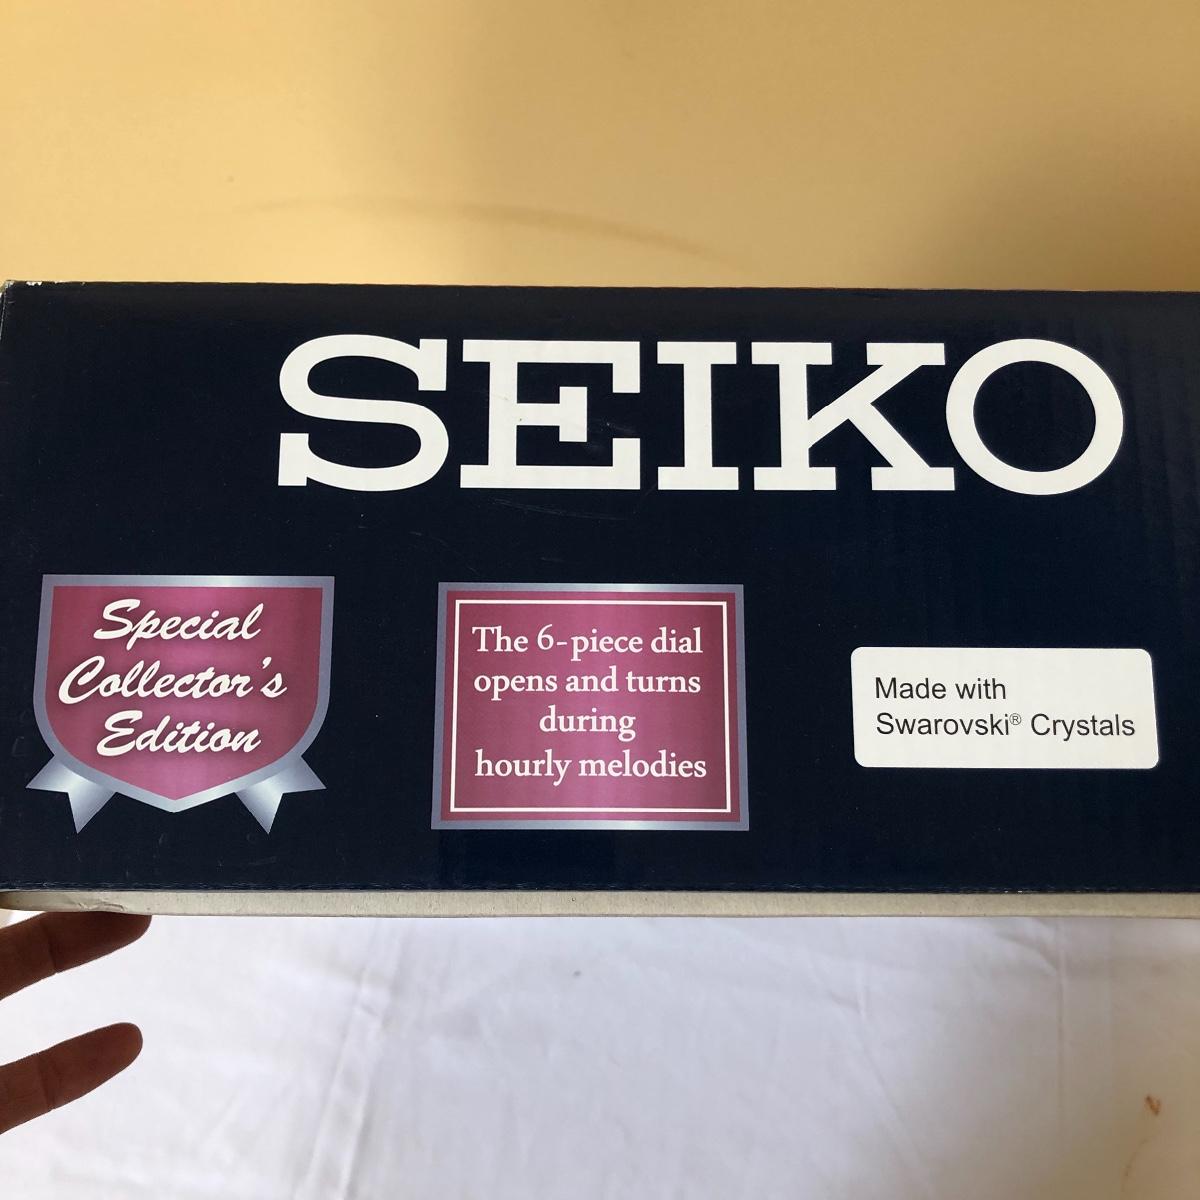 SEIKO
Special
Collector's
Edition
The 6-piece dial
opens and turns
during
hourly melodies
Made with
Swarovski® Crystals